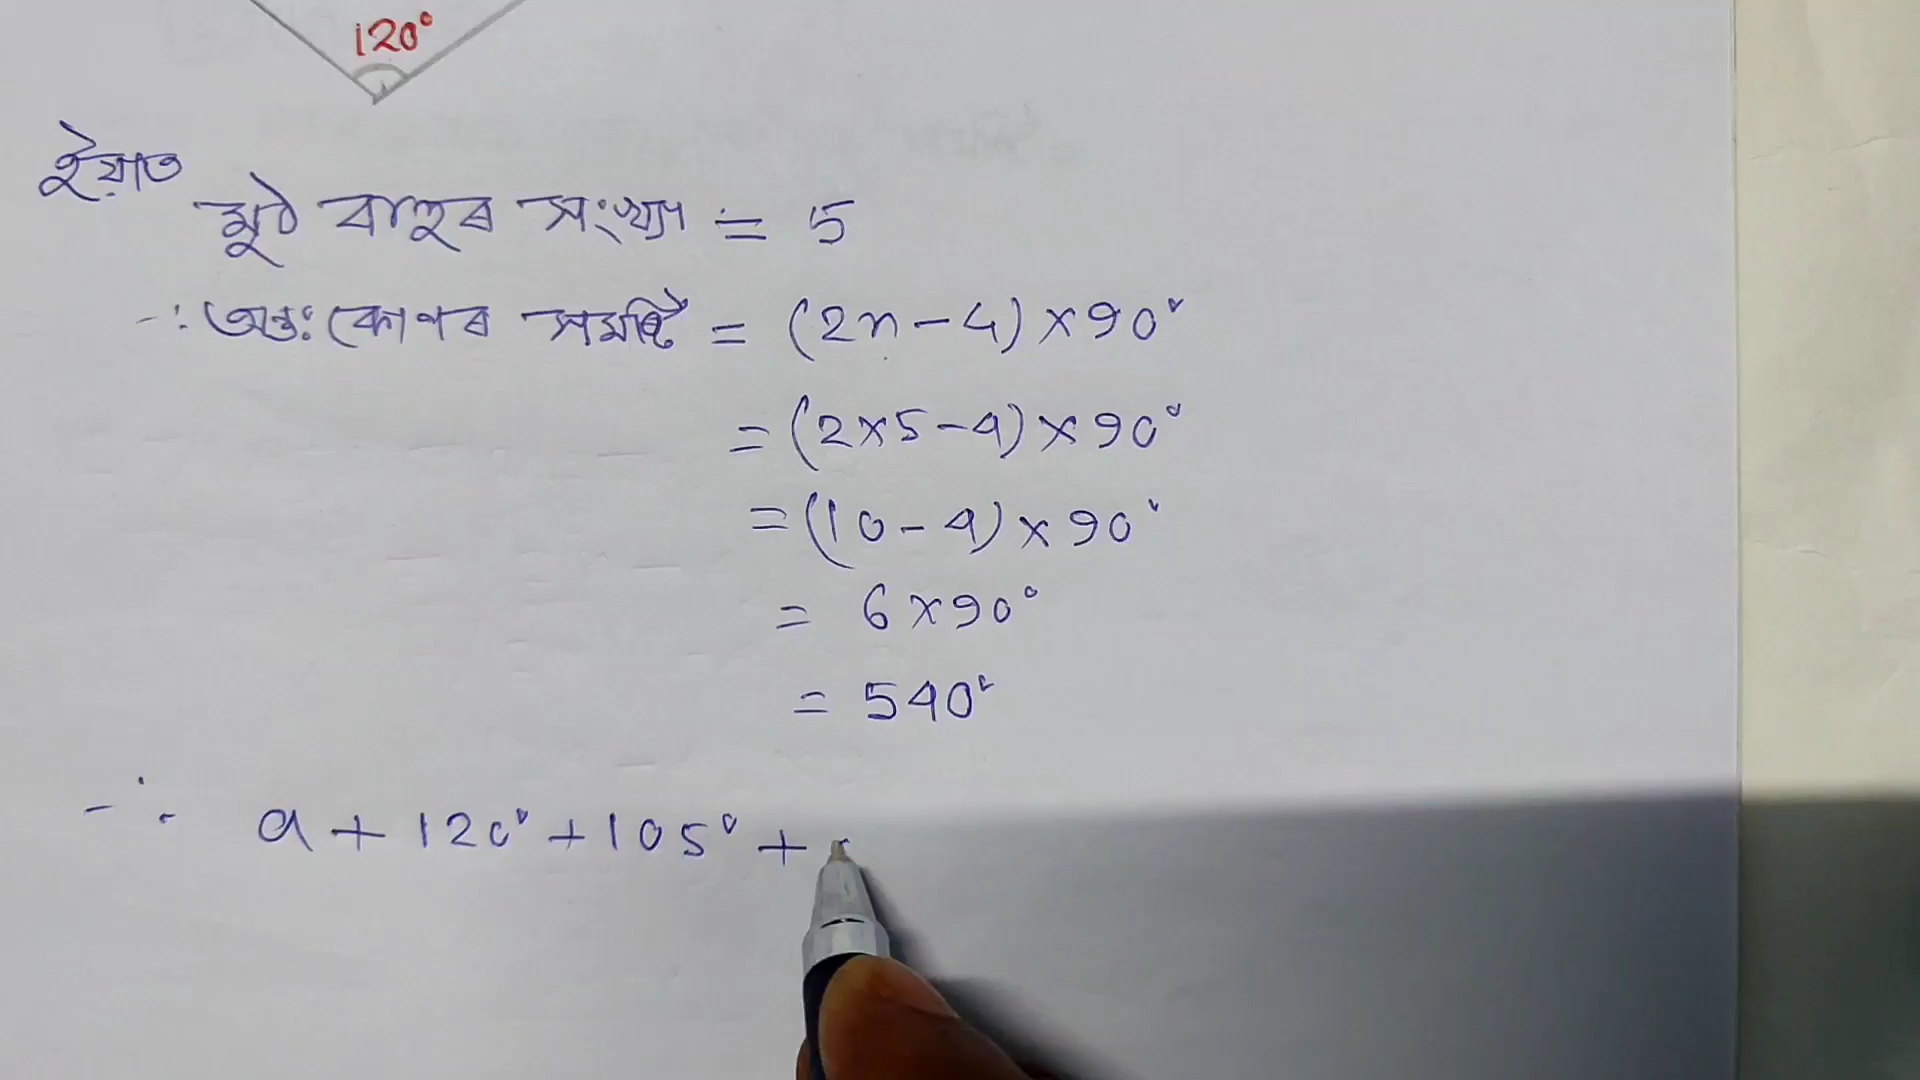 120°
ইয়াত
মুঠ বাহুৰ সংখ্যা = 5
∴ অন্তঃকোণৰ সমষ্টি = (2n-4)×90°
= (2×5-4)×90°
= (10-4)×90°
= 6×90°
= 540°
∴ a+120°+105°+